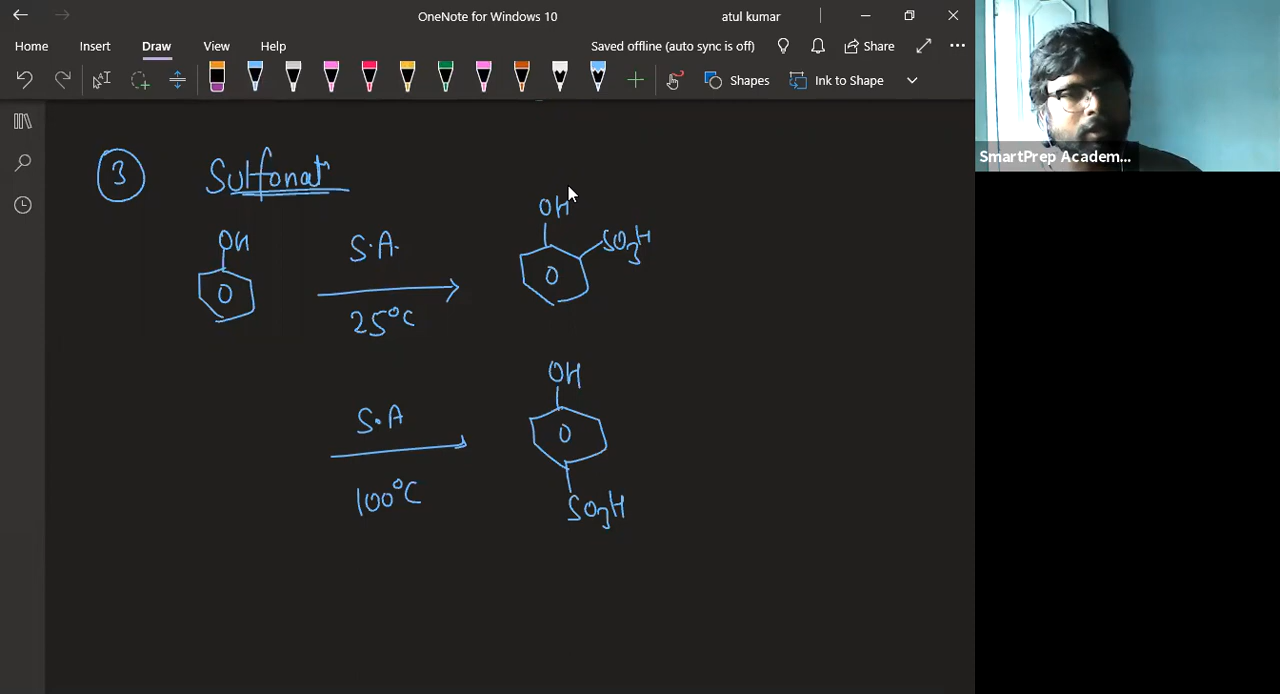 OneNote for Windows 10
atul kumar
Home Insert Draw View Help
Saved offline (auto sync is off)
Share
Shapes
Ink to Shape
SmartPrep Academ...
3 Sulfonatⁿ
OH
S.A.
25°C
OH
SO3H
S.A
100°C
OH
SO3H